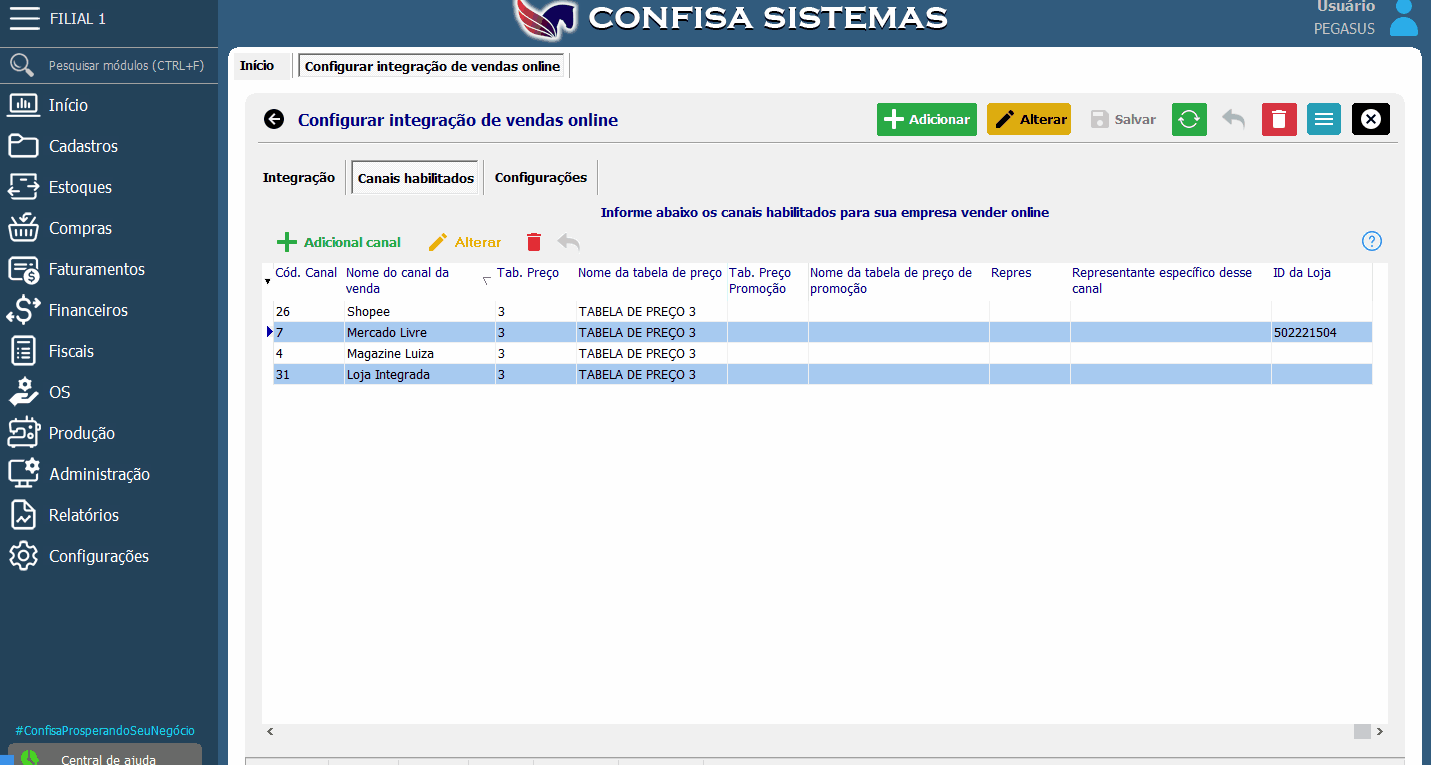 FILIAL 1
CONFISA SISTEMAS
Usuário
PEGASUS
Pesquisar módulos (CTRL+F)
Início
Cadastros
Estoques
Compras
Faturamentos
Financeiros
Fiscais
OS
Produção
Administração
Relatórios
Configurações
#ConfisaProsperandoSeuNegócio
Central de ajuda
Início
Configurar integração de vendas online
Configurar integração de vendas online
Adicionar
Alterar
Salvar
Integração
Canais habilitados
Configurações
Informe abaixo os canais habilitados para sua empresa vender online
Adicional canal
Alterar
Cód. Canal Nome do canal da venda Tab. Preço Nome da tabela de preço Tab. Preço Promoção Nome da tabela de preço de promoção Repres Representante específico desse canal ID da Loja
26 Shopee 3 TABELA DE PREÇO 3
7 Mercado Livre 3 TABELA DE PREÇO 3 502221504
4 Magazine Luiza 3 TABELA DE PREÇO 3
31 Loja Integrada 3 TABELA DE PREÇO 3